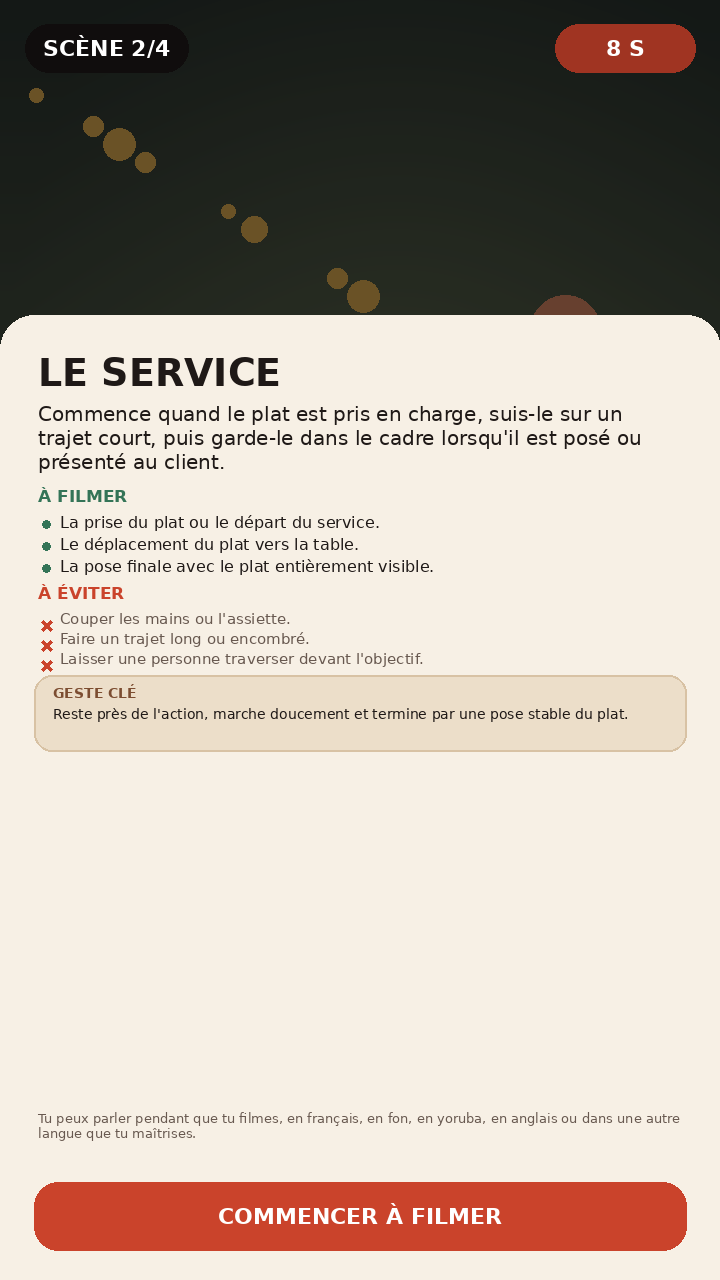 SCÈNE 2/4
8 S
LE SERVICE
Commence quand le plat est pris en charge, suis-le sur un
trajet court, puis garde-le dans le cadre lorsqu'il est posé ou
présenté au client.
À FILMER
La prise du plat ou le départ du service.
Le déplacement du plat vers la table.
La pose finale avec le plat entièrement visible.
À ÉVITER
Couper les mains ou l'assiette.
Faire un trajet long ou encombré.
Laisser une personne traverser devant l'objectif.
GESTE CLÉ
Reste près de l'action, marche doucement et termine par une pose stable du plat.
Tu peux parler pendant que tu filmes, en français, en fon, en yoruba, en anglais ou dans une autre
langue que tu maîtrises.
COMMENCER À FILMER